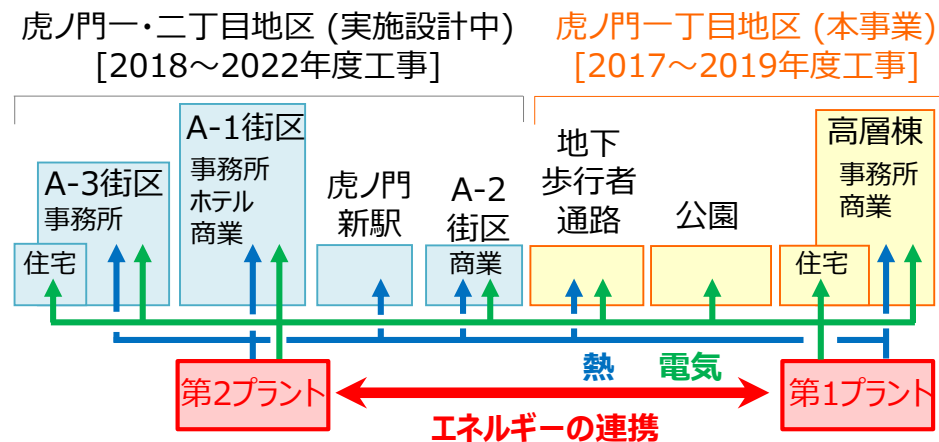 虎ノ門一・二丁目地区 (実施設計中)
[2018～2022年度工事]
虎ノ門一丁目地区 (本事業)
[2017～2019年度工事]
A-3街区
事務所
住宅
A-1街区
事務所
ホテル
商業
虎ノ門
新駅
A-2
街区
商業
地下
歩行者
通路
公園
住宅
高層棟
事務所
商業
熱
電気
第2プラント
第1プラント
エネルギーの連携